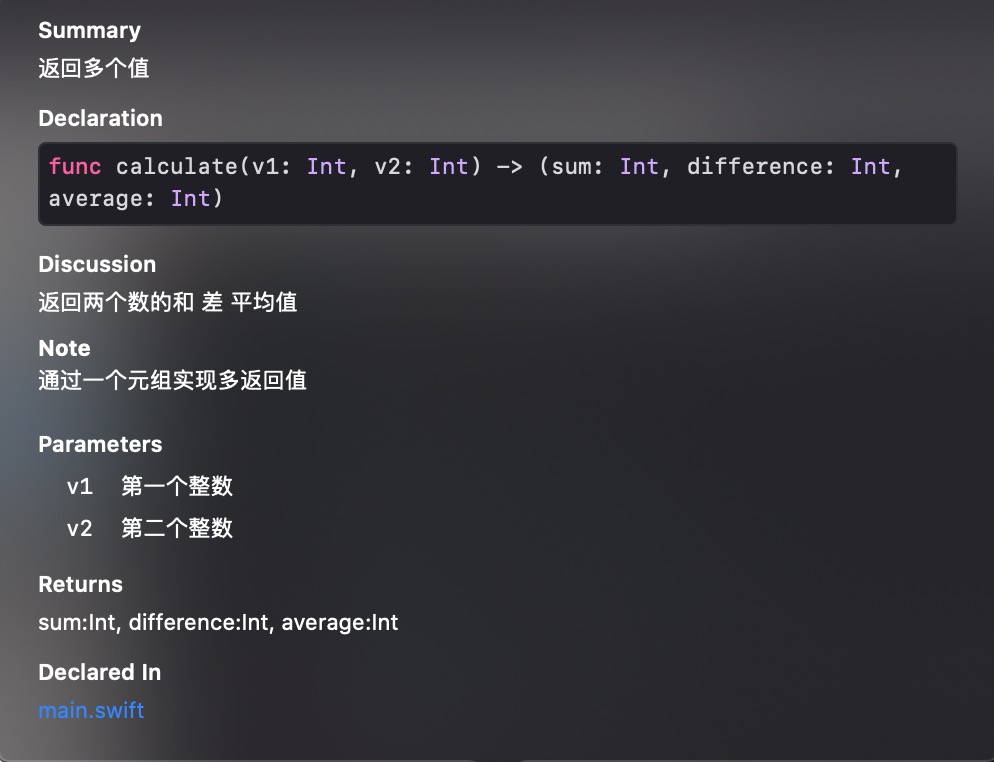 Summary
返回多个值
Declaration
func calculate(v1: Int, v2: Int) -> (sum: Int, difference: Int,
average: Int)
Discussion
返回两个数的和 差 平均值
Note
通过一个元组实现多返回值
Parameters
v1 第一个整数
v2 第二个整数
Returns
sum:Int, difference:Int, average:Int
Declared In
main.swift